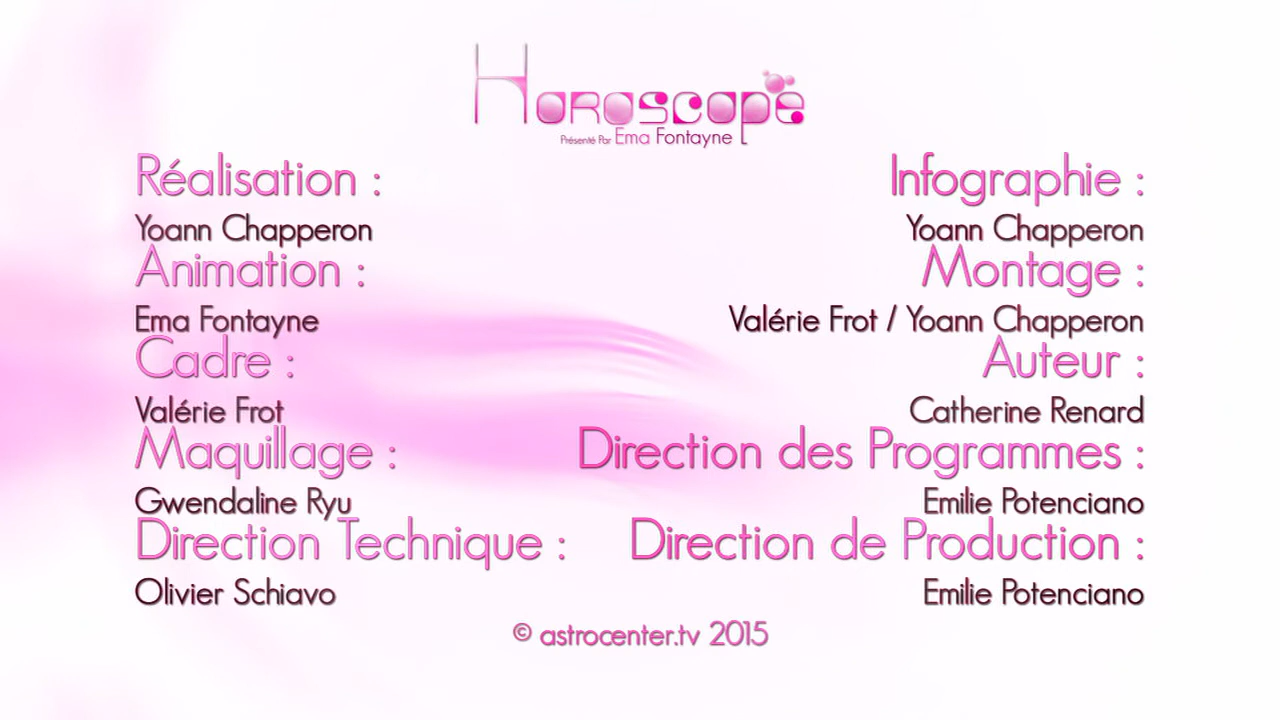 Horoscope
Présenté Par Ema Fontayne
Réalisation :
Yoann Chapperon
Animation :
Ema Fontayne
Cadre :
Valérie Frot
Maquillage :
Gwendaline Ryu
Direction Technique :
Olivier Schiavo
Infographie :
Yoann Chapperon
Montage :
Valérie Frot / Yoann Chapperon
Auteur :
Catherine Renard
Direction des Programmes :
Emilie Potenciano
Direction de Production :
Emilie Potenciano
© astrocenter.tv 2015